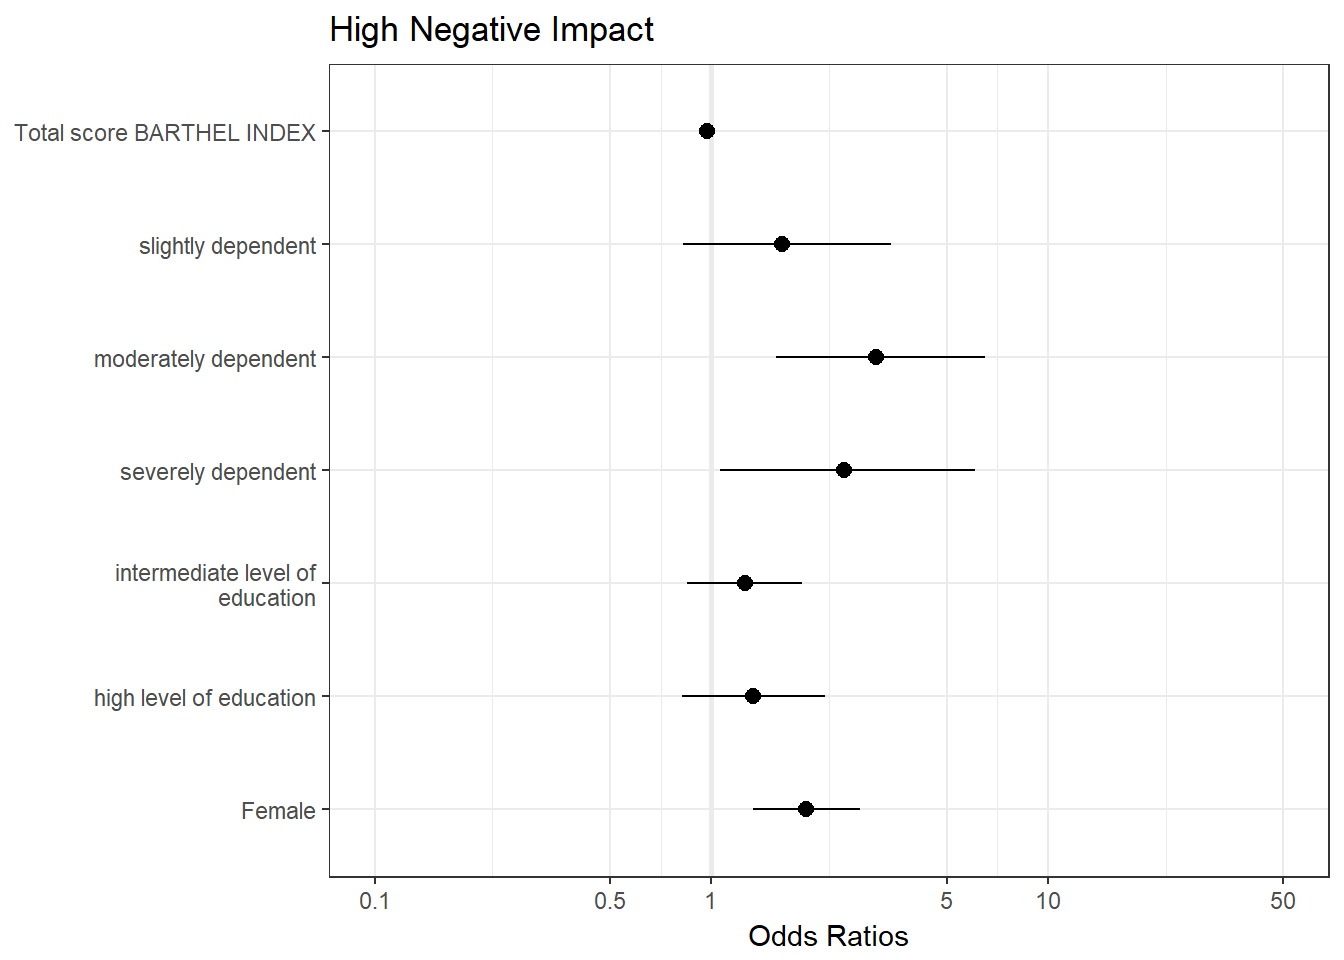 High Negative Impact
Total score BARTHEL INDEX
slightly dependent
moderately dependent
severely dependent
intermediate level of
education
high level of education
Female
0.1 0.5 1 5 10 50
Odds Ratios